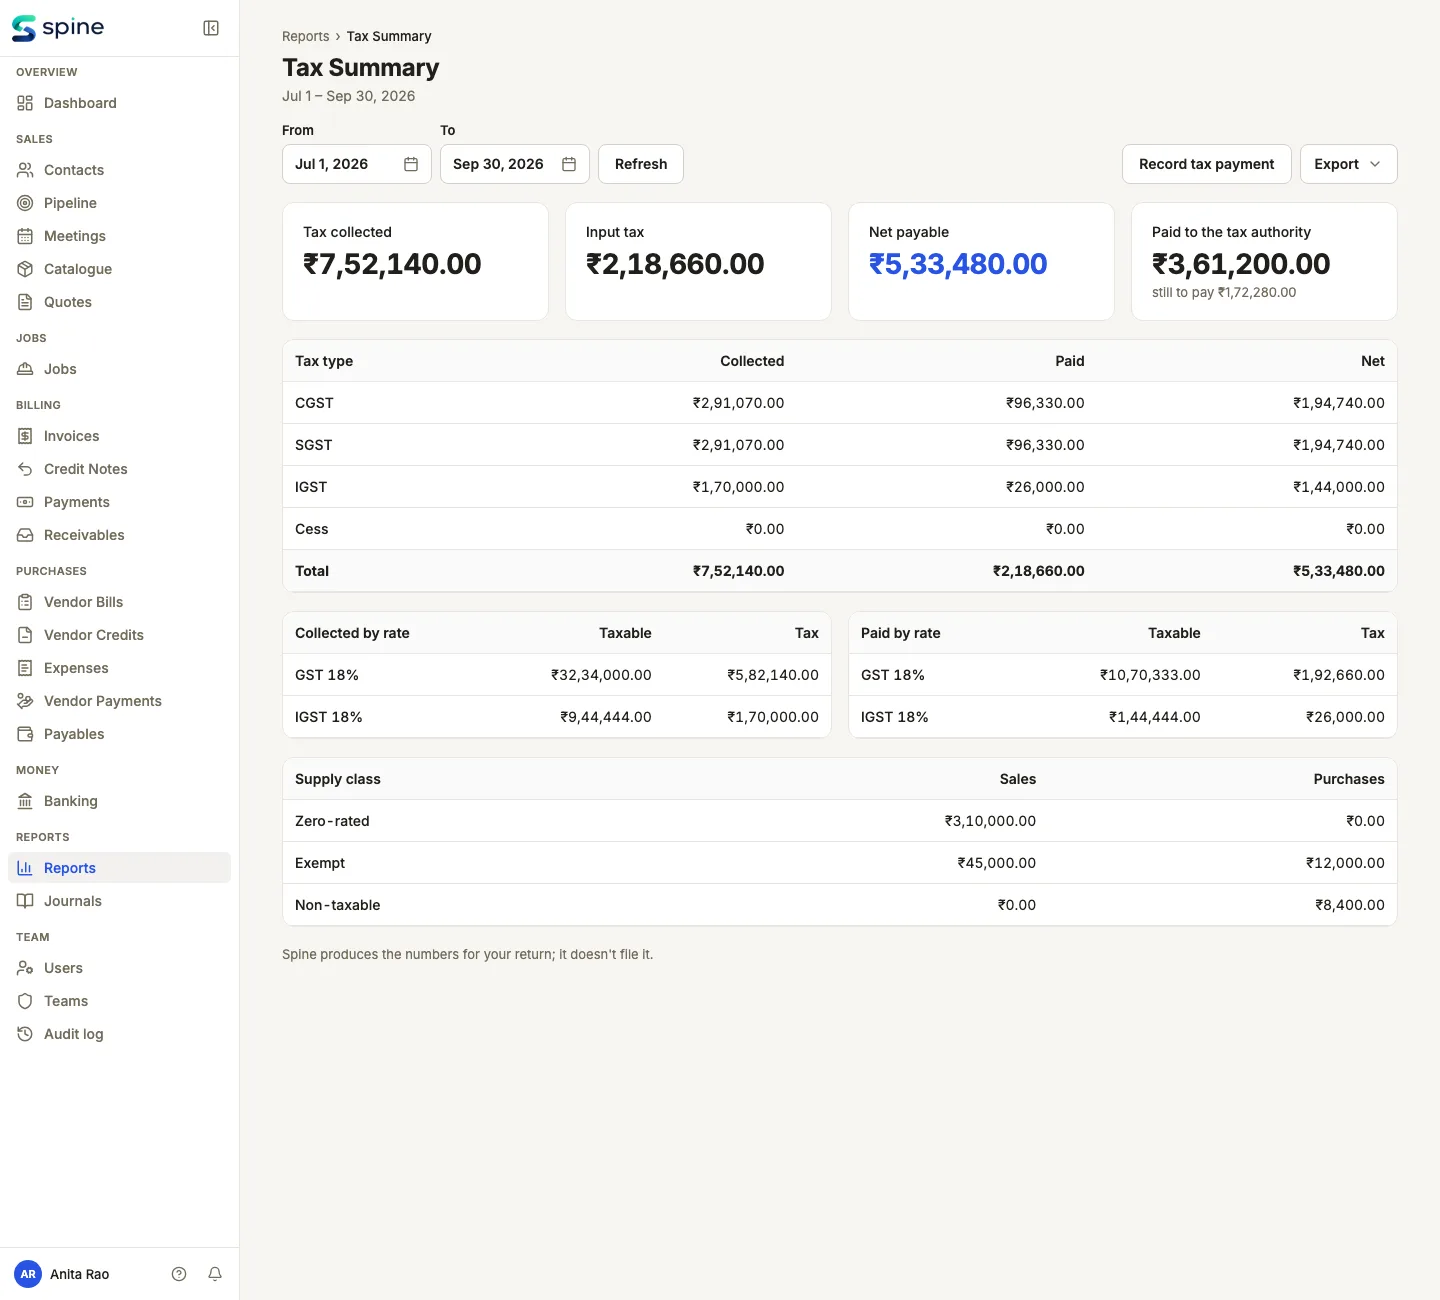 spine
OVERVIEW
Dashboard
SALES
Contacts
Pipeline
Meetings
Catalogue
Quotes
JOBS
Jobs
BILLING
Invoices
Credit Notes
Payments
Receivables
PURCHASES
Vendor Bills
Vendor Credits
Expenses
Vendor Payments
Payables
MONEY
Banking
REPORTS
Reports
Journals
TEAM
Users
Teams
Audit log
AR Anita Rao
Reports › Tax Summary
Tax Summary
Jul 1 – Sep 30, 2026
From To
Jul 1, 2026 Sep 30, 2026 Refresh Record tax payment Export
Tax collected
₹7,52,140.00
Input tax
₹2,18,660.00
Net payable
₹5,33,480.00
Paid to the tax authority
₹3,61,200.00
still to pay ₹1,72,280.00
Tax type Collected Paid Net
CGST ₹2,91,070.00 ₹96,330.00 ₹1,94,740.00
SGST ₹2,91,070.00 ₹96,330.00 ₹1,94,740.00
IGST ₹1,70,000.00 ₹26,000.00 ₹1,44,000.00
Cess ₹0.00 ₹0.00 ₹0.00
Total ₹7,52,140.00 ₹2,18,660.00 ₹5,33,480.00
Collected by rate Taxable Tax
GST 18% ₹32,34,000.00 ₹5,82,140.00
IGST 18% ₹9,44,444.00 ₹1,70,000.00
Paid by rate Taxable Tax
GST 18% ₹10,70,333.00 ₹1,92,660.00
IGST 18% ₹1,44,444.00 ₹26,000.00
Supply class Sales Purchases
Zero-rated ₹3,10,000.00 ₹0.00
Exempt ₹45,000.00 ₹12,000.00
Non-taxable ₹0.00 ₹8,400.00
Spine produces the numbers for your return; it doesn't file it.